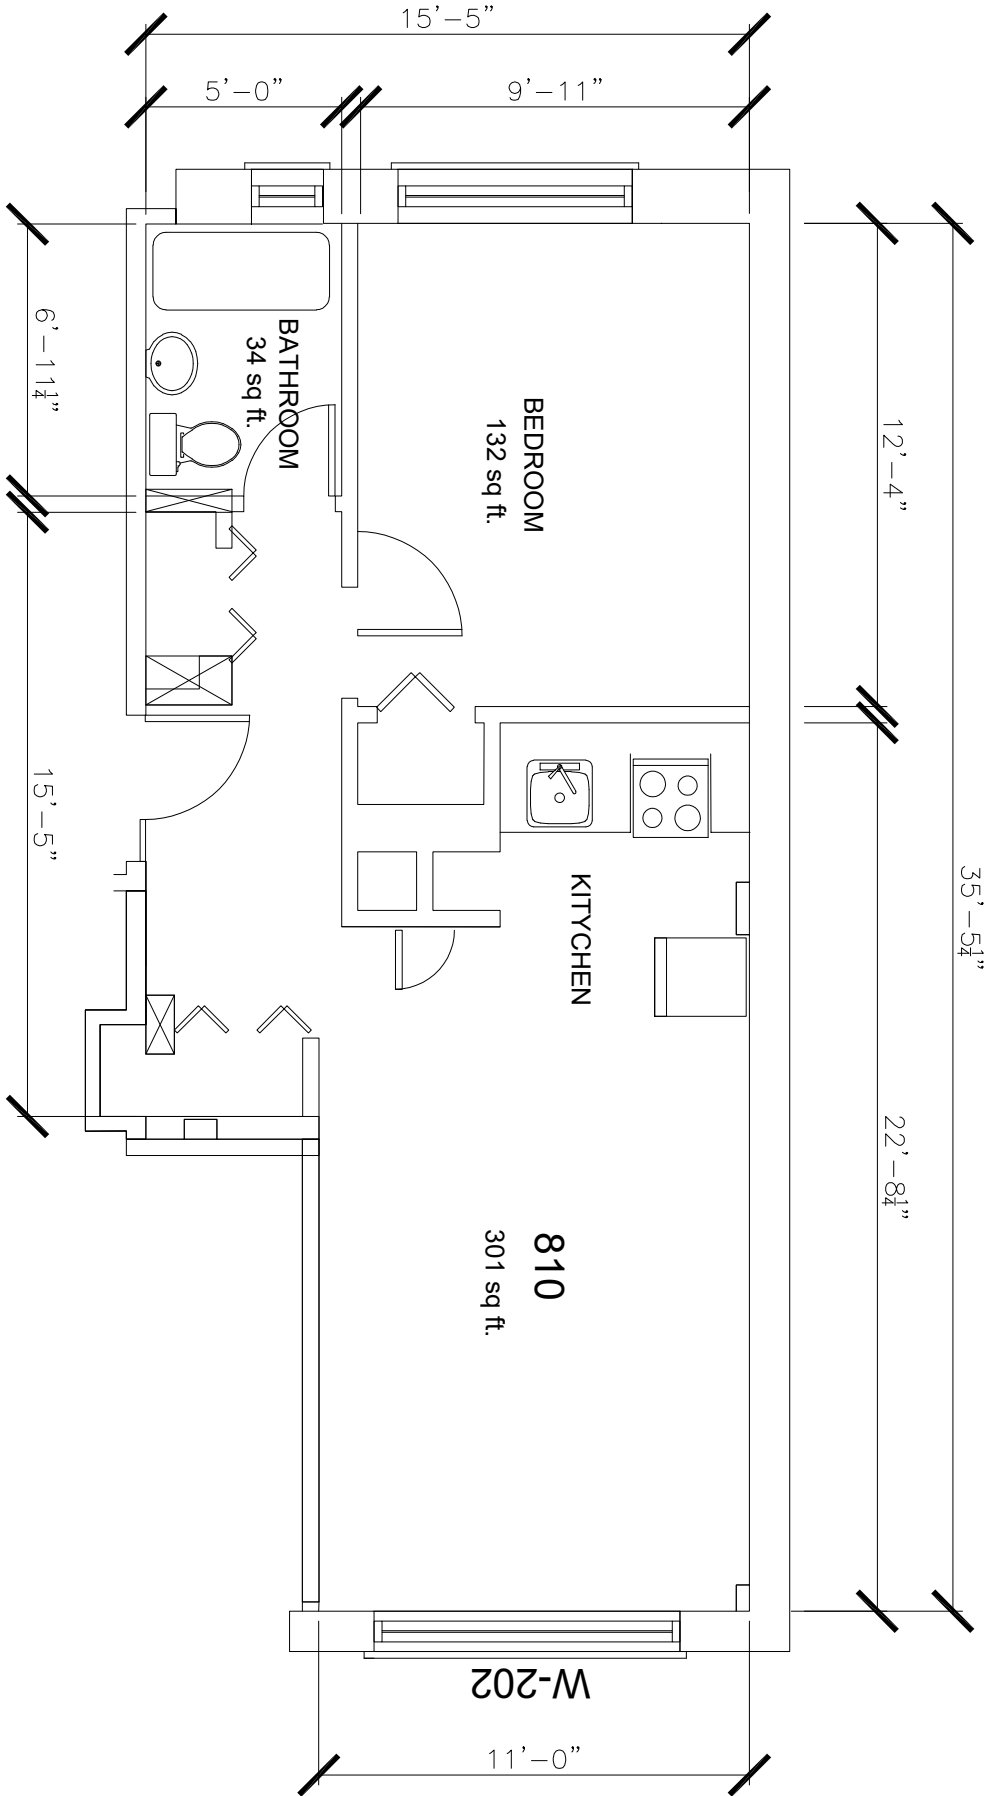 15'-5"
5'-0"
9'-11"
6'-11¼"
12'-4"
BATHROOM
34 sq ft.
BEDROOM
132 sq ft.
15'-5"
35'-5¼"
KITYCHEN
22'-8¼"
810
301 sq ft.
W-202
11'-0"